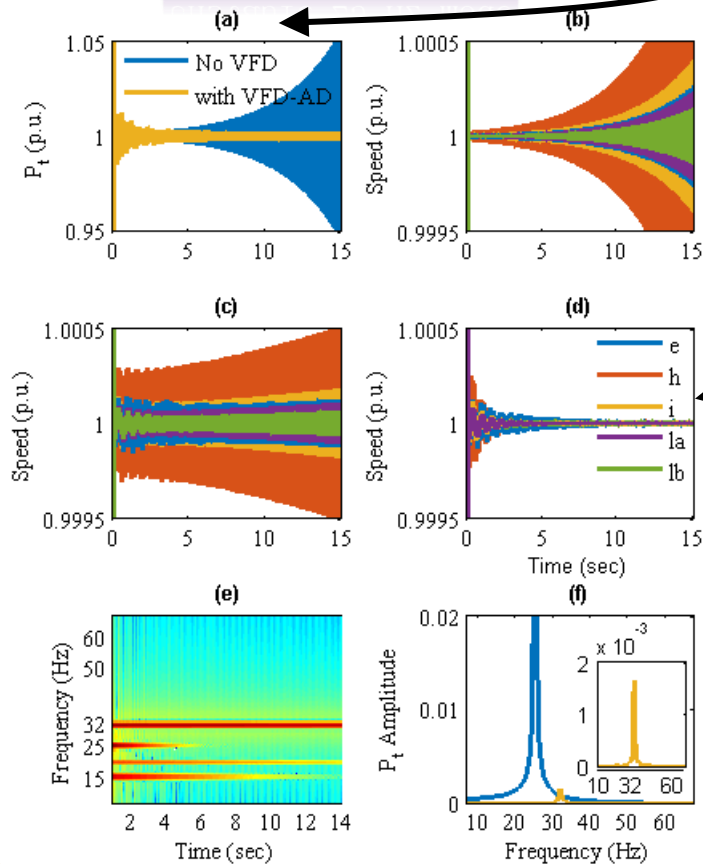 (a)
1.05
1
0.95
P_t (p.u.)
No VFD
with VFD-AD
0 5 10 15
(b)
1.0005
1
0.9995
Speed (p.u.)
0 5 10 15
(c)
1.0005
1
0.9995
Speed (p.u.)
0 5 10 15
(d)
1.0005
1
0.9995
Speed (p.u.)
e
h
i
la
lb
0 5 10 15
Time (sec)
(e)
60
50
32
25
15
Frequency (Hz)
2 4 6 8 10 12 14
Time (sec)
(f)
0.02
0.01
0
P_t Amplitude
x 10^-3
2
1
0
10 32 60
10 20 30 40 50 60
Frequency (Hz)